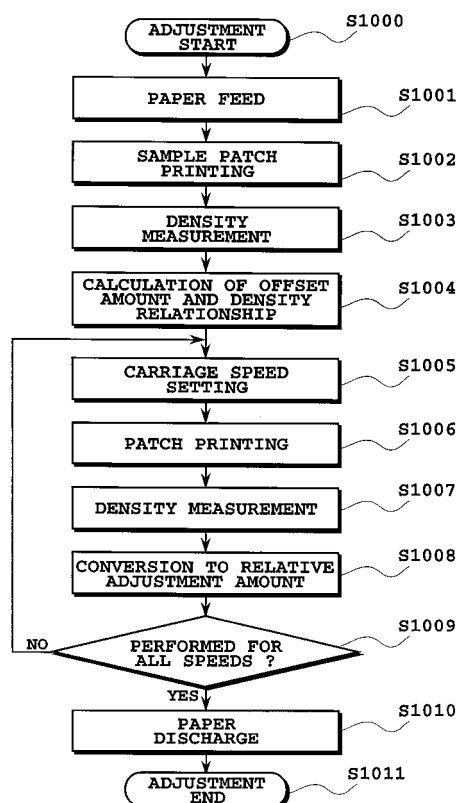 ADJUSTMENT
START
S1000
PAPER FEED
S1001
SAMPLE PATCH
PRINTING
S1002
DENSITY
MEASUREMENT
S1003
CALCULATION OF OFFSET
AMOUNT AND DENSITY
RELATIONSHIP
S1004
CARRIAGE SPEED
SETTING
S1005
PATCH PRINTING
S1006
DENSITY MEASUREMENT
S1007
CONVERSION TO RELATIVE
ADJUSTMENT AMOUNT
S1008
PERFORMED FOR
ALL SPEEDS ?
S1009
NO
YES
PAPER
DISCHARGE
S1010
ADJUSTMENT
END
S1011